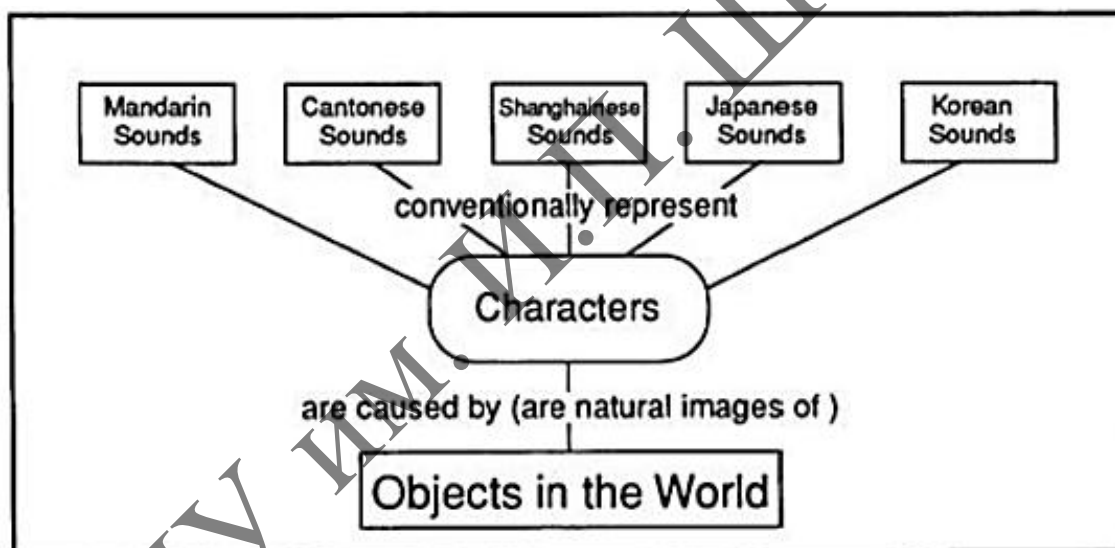 Mandarin
Sounds
Cantonese
Sounds
Shanghainese
Sounds
Japanese
Sounds
Korean
Sounds
conventionally represent
Characters
are caused by (are natural images of )
Objects in the World
им. И.П. Ш